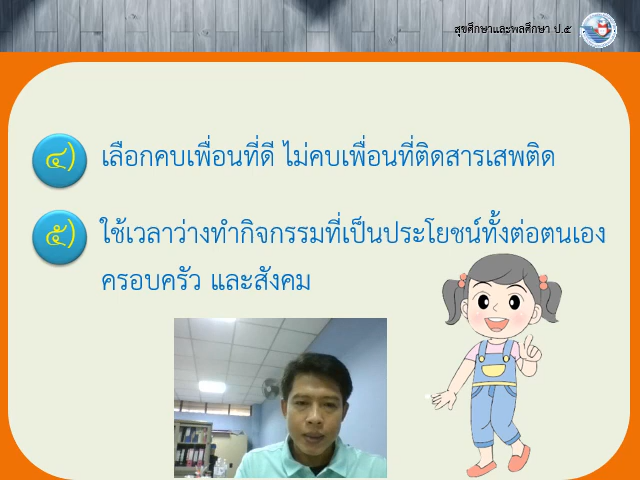 สุขศึกษาและพลศึกษา ป.๕
๔) เลือกคบเพื่อนที่ดี ไม่คบเพื่อนที่ติดสารเสพติด
๕) ใช้เวลาว่างทำกิจกรรมที่เป็นประโยชน์ทั้งต่อตนเอง
ครอบครัว และสังคม